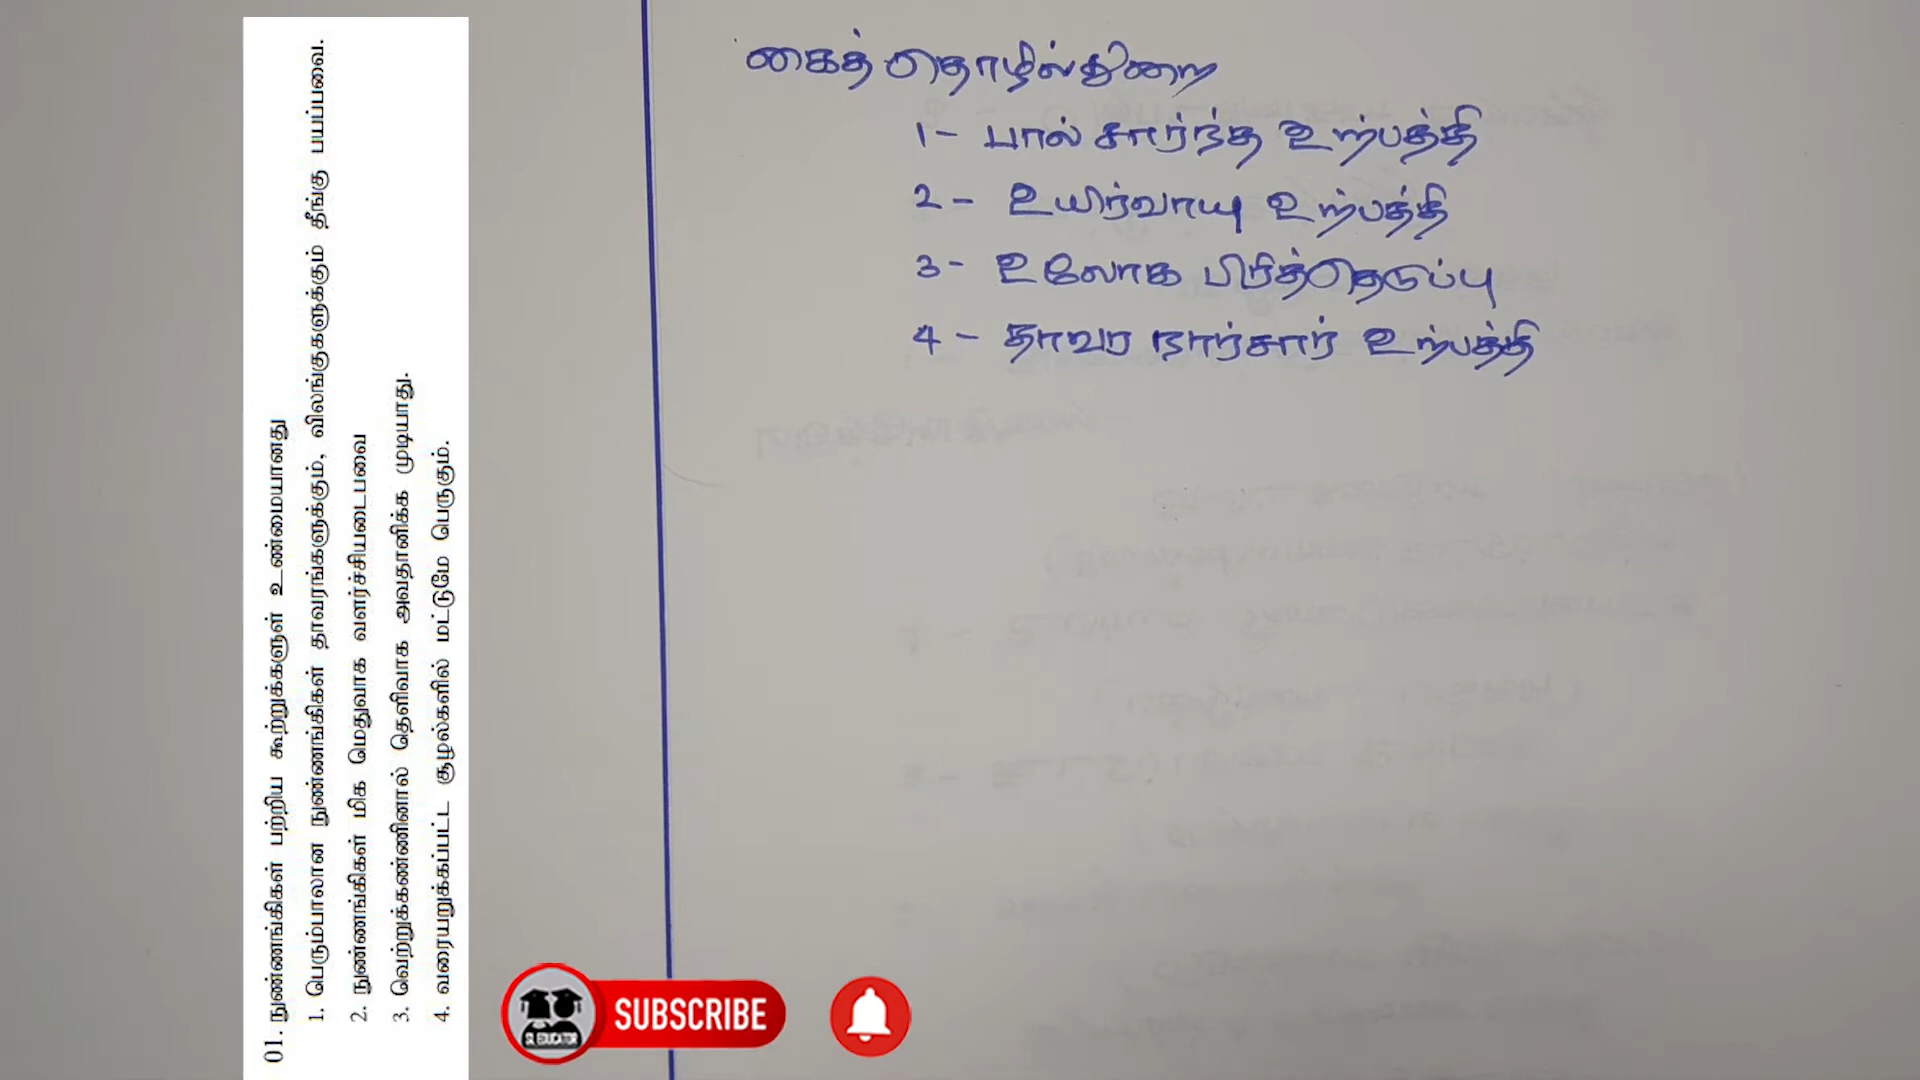 01. நுண்ணங்கிகள் பற்றிய கூற்றுக்களுள் உண்மையானது
1. பெரும்பாலான நுண்ணங்கிகள் தாவரங்களுக்கும், விலங்குகளுக்கும் தீங்கு பயப்பவை.
2. நுண்ணங்கிகள் மிக மெதுவாக வளர்ச்சியடைபவை
3. வெற்றுக்கண்ணினால் தெளிவாக அவதானிக்க முடியாது.
4. வரையறுக்கப்பட்ட சூழல்களில் மட்டுமே பெருகும்.
கைத்தொழில்துறை
1- பால் சார்ந்த உற்பத்தி
2- உயிர்வாயு உற்பத்தி
3- உலோக பிரித்தெடுப்பு
4- தாவர நார்சார் உற்பத்தி
SL EDUCATOR
SUBSCRIBE